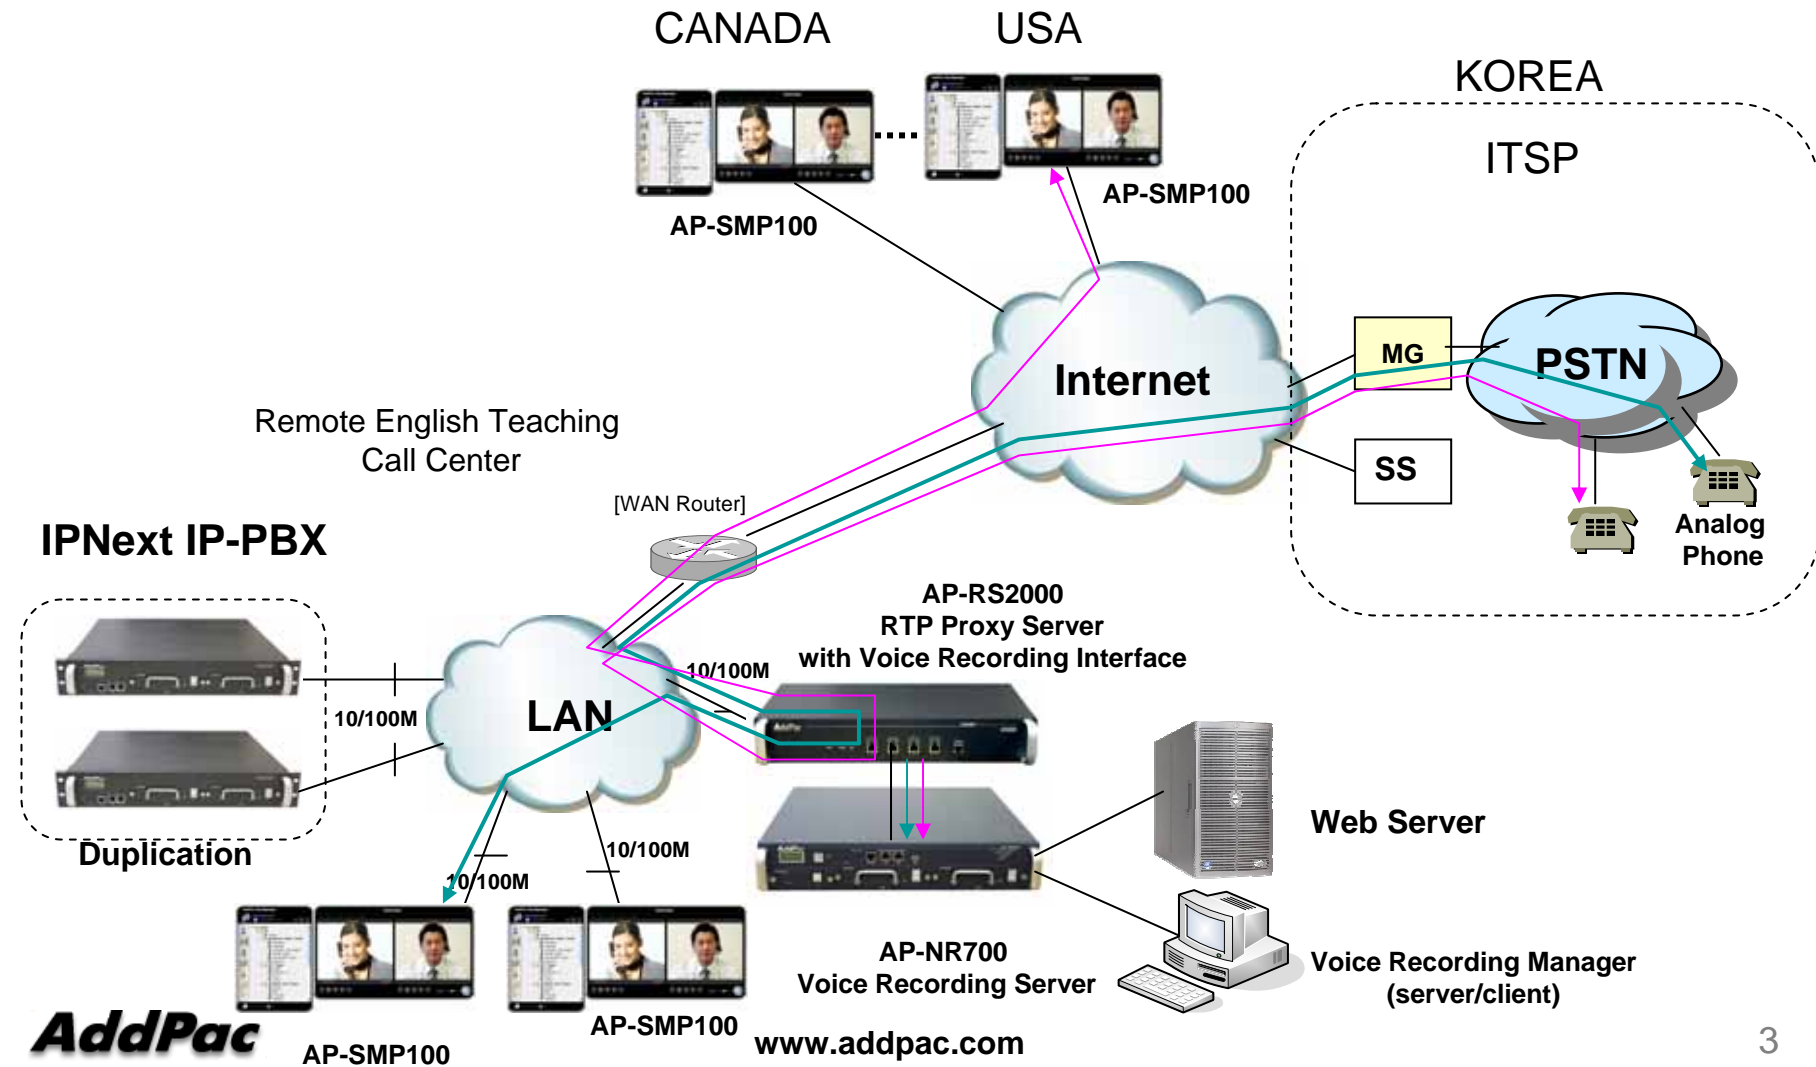 CANADA
USA
KOREA
ITSP
AP-SMP100
AP-SMP100
MG
PSTN
Internet
Remote English Teaching
Call Center
SS
[WAN Router]
Analog
Phone
IPNext IP-PBX
AP-RS2000
RTP Proxy Server
with Voice Recording Interface
10/100M
LAN
10/100M
AddPac
Web Server
Duplication
10/100M
10/100M
AP-NR700
Voice Recording Server
Voice Recording Manager
(server/client)
AP-SMP100
AP-SMP100
AddPac
www.addpac.com
3